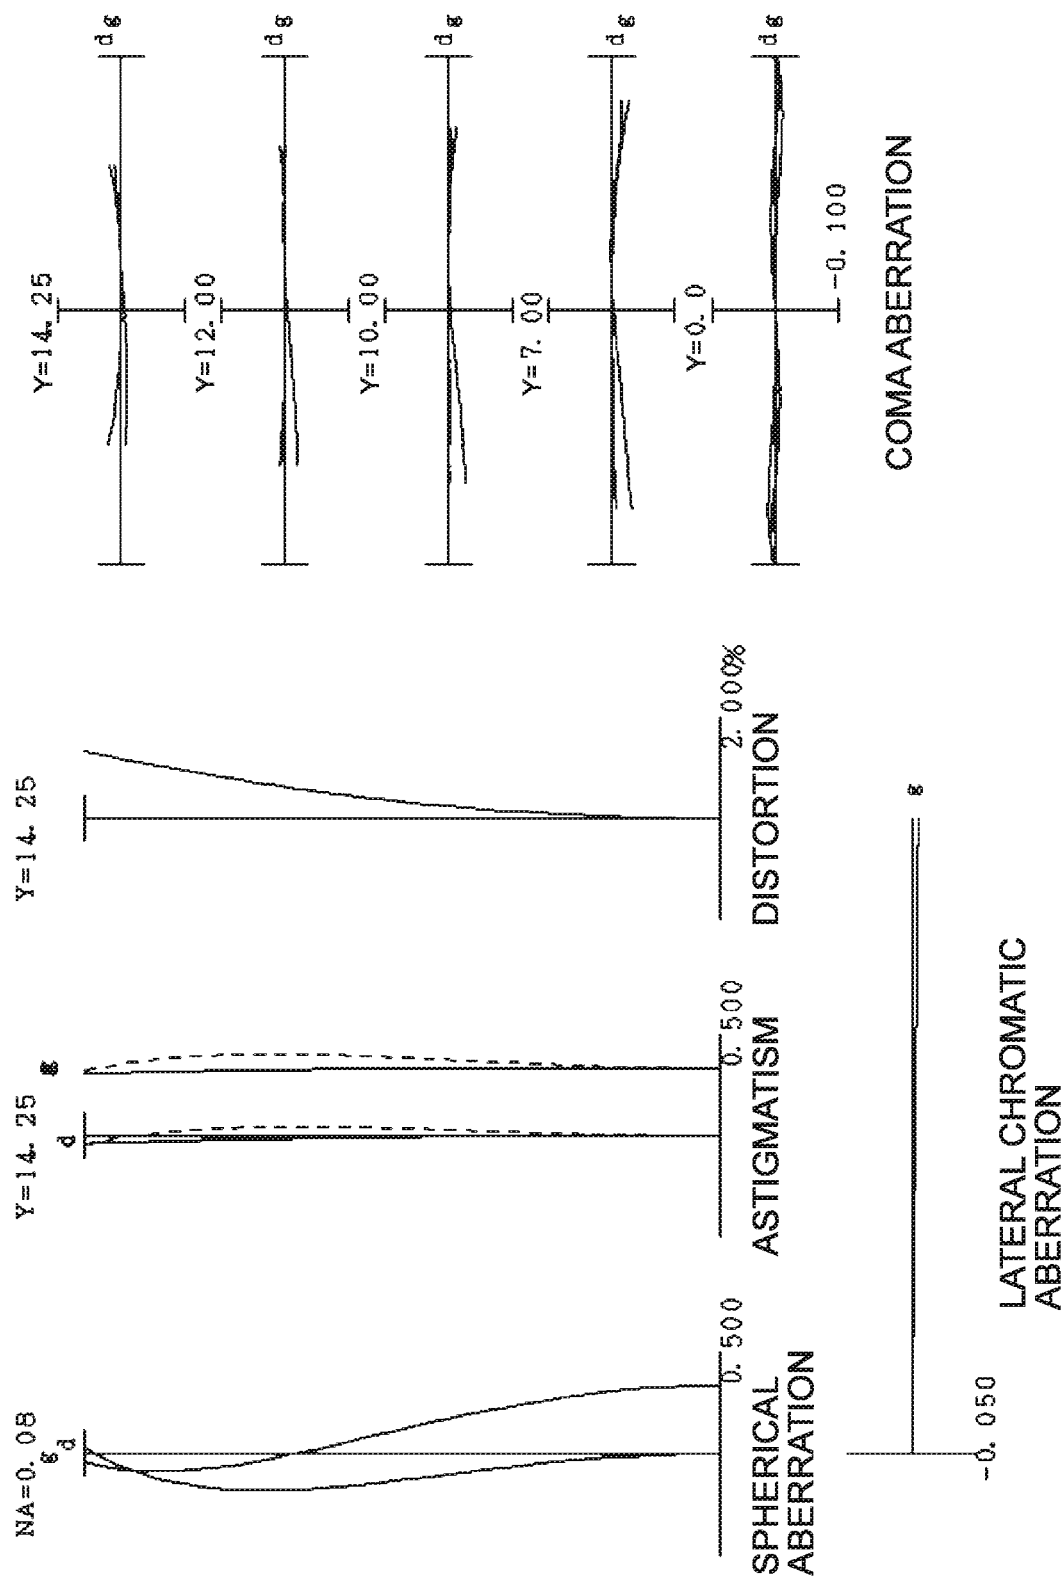 NA=0. 08
g
d
0. 500
SPHERICAL
ABERRATION
Y=14. 25
d
g
0. 500
ASTIGMATISM
Y=14. 25
2. 000%
DISTORTION
-0. 050
g
LATERAL CHROMATIC
ABERRATION
Y=14. 25
d g
Y=12. 00
d g
Y=10. 00
d g
Y=7. 00
d g
Y=0. 0
d g
-0. 100
COMA ABERRATION